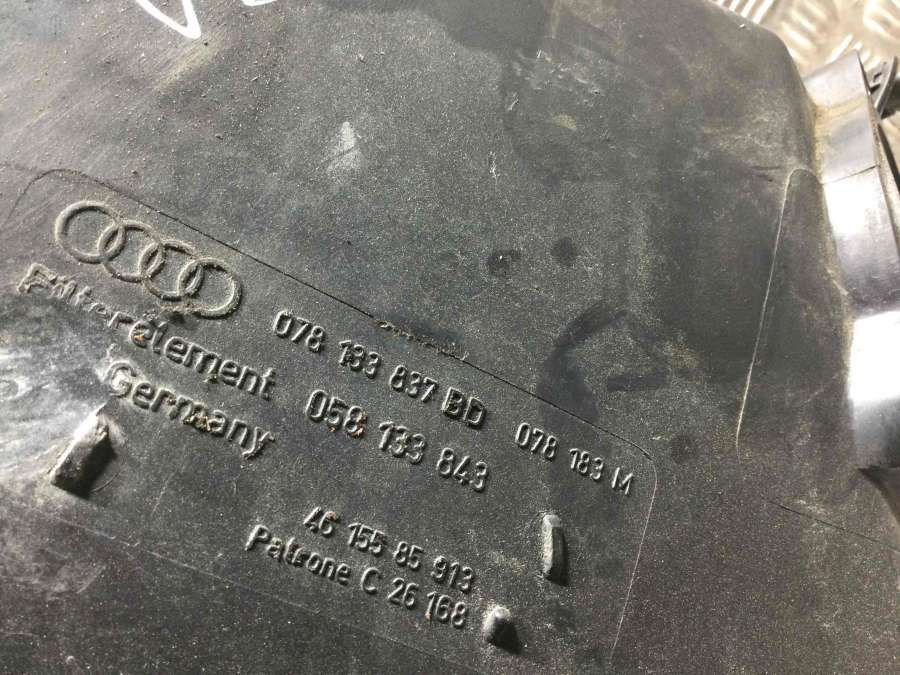 078 133 837 BD 078 183 M
Filterelement 058 133 843
Germany
46 155 85 913
Patrone C 26 168